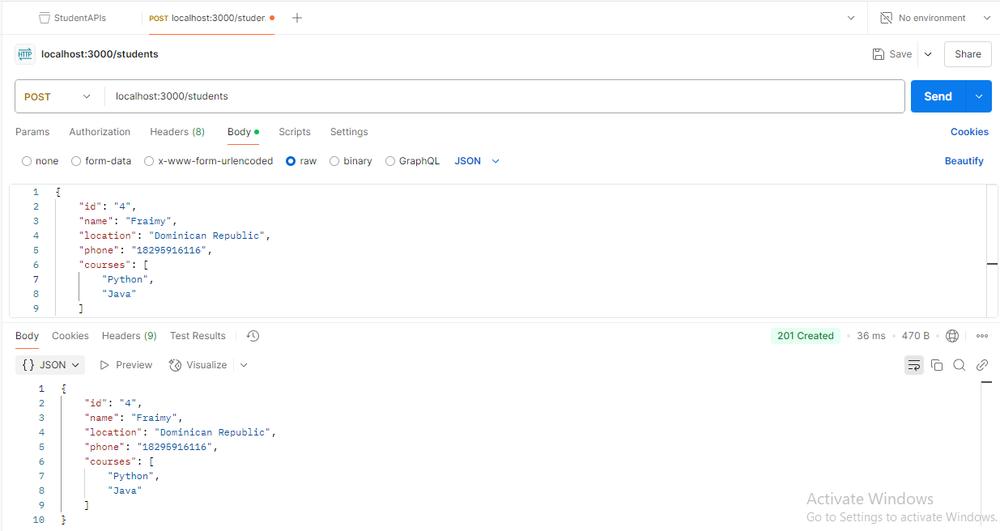 StudentAPIs POST localhost:3000/studen No environment
HTTP localhost:3000/students Save Share
POST localhost:3000/students Send
Params Authorization Headers (8) Body Scripts Settings Cookies
none form-data x-www-form-urlencoded raw binary GraphQL JSON Beautify
1 {
2 "id": "4",
3 "name": "Fraimy",
4 "location": "Dominican Republic",
5 "phone": "18295916116",
6 "courses": [
7 "Python",
8 "Java"
9 ]
Body Cookies Headers (9) Test Results 201 Created • 36 ms • 470 B •
{} JSON Preview Visualize
1 {
2 "id": "4",
3 "name": "Fraimy",
4 "location": "Dominican Republic",
5 "phone": "18295916116",
6 "courses": [
7 "Python",
8 "Java"
9 ]
10 }
Activate Windows
Go to Settings to activate Windows.